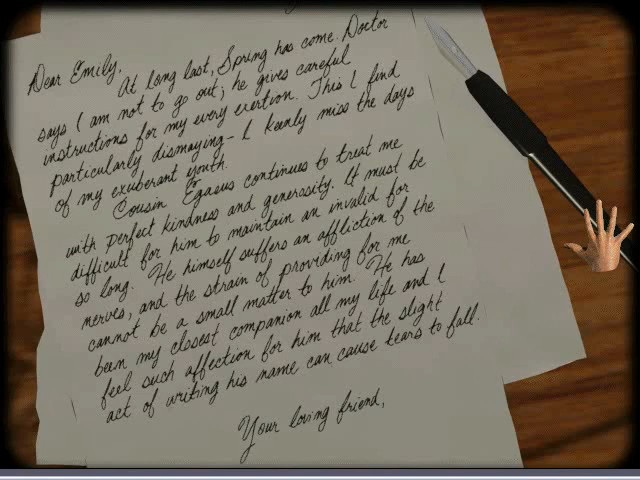 Dear Emily,
At long last, Spring has come. Doctor
says I am not to go out; he gives careful
instructions for my every exertion. This I find
particularly dismaying- I keenly miss the days
of my exuberant youth.
Cousin Egaeus continues to treat me
with perfect kindness and generosity. It must be
difficult for him to maintain an invalid for
so long. He himself suffers an affliction of the
nerves, and the strain of providing for me
cannot be a small matter to him. He has
been my closest companion all my life and I
feel such affection for him that the slight
act of writing his name can cause tears to fall.
Your loving friend,